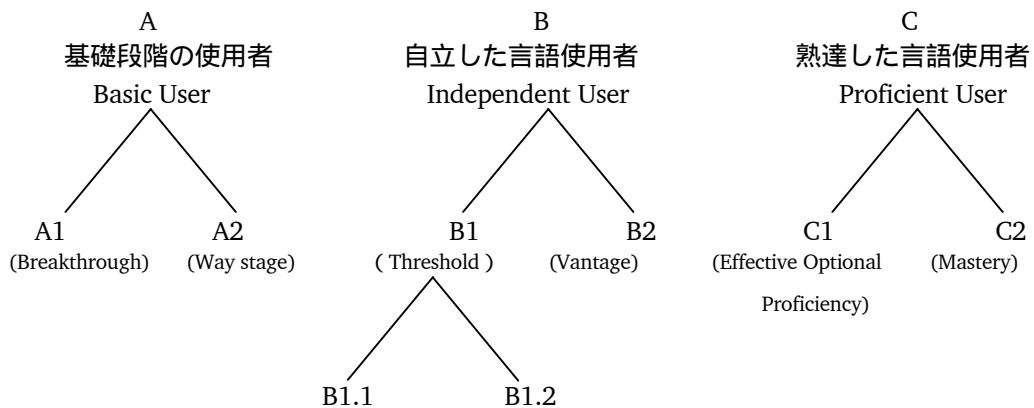 A
基礎段階の使用者
Basic User
B
自立した言語使用者
Independent User
C
熟達した言語使用者
Proficient User
A1
(Breakthrough)
A2
(Way stage)
B1
( Threshold )
B2
(Vantage)
C1
(Effective Optional
Proficiency)
C2
(Mastery)
B1.1
B1.2